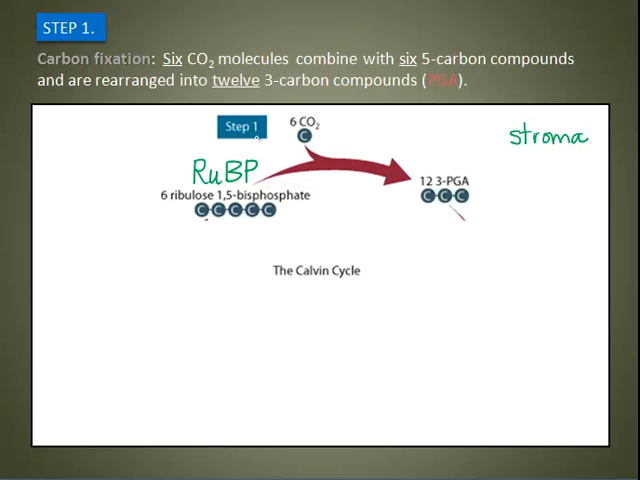 STEP 1.
Carbon fixation: Six CO₂ molecules combine with six 5-carbon compounds
and are rearranged into twelve 3-carbon compounds (PGA).
Step 1
6 CO₂
C
stroma
RuBP
12 3-PGA
C C C
6 ribulose 1,5-bisphosphate
C C C C C
The Calvin Cycle